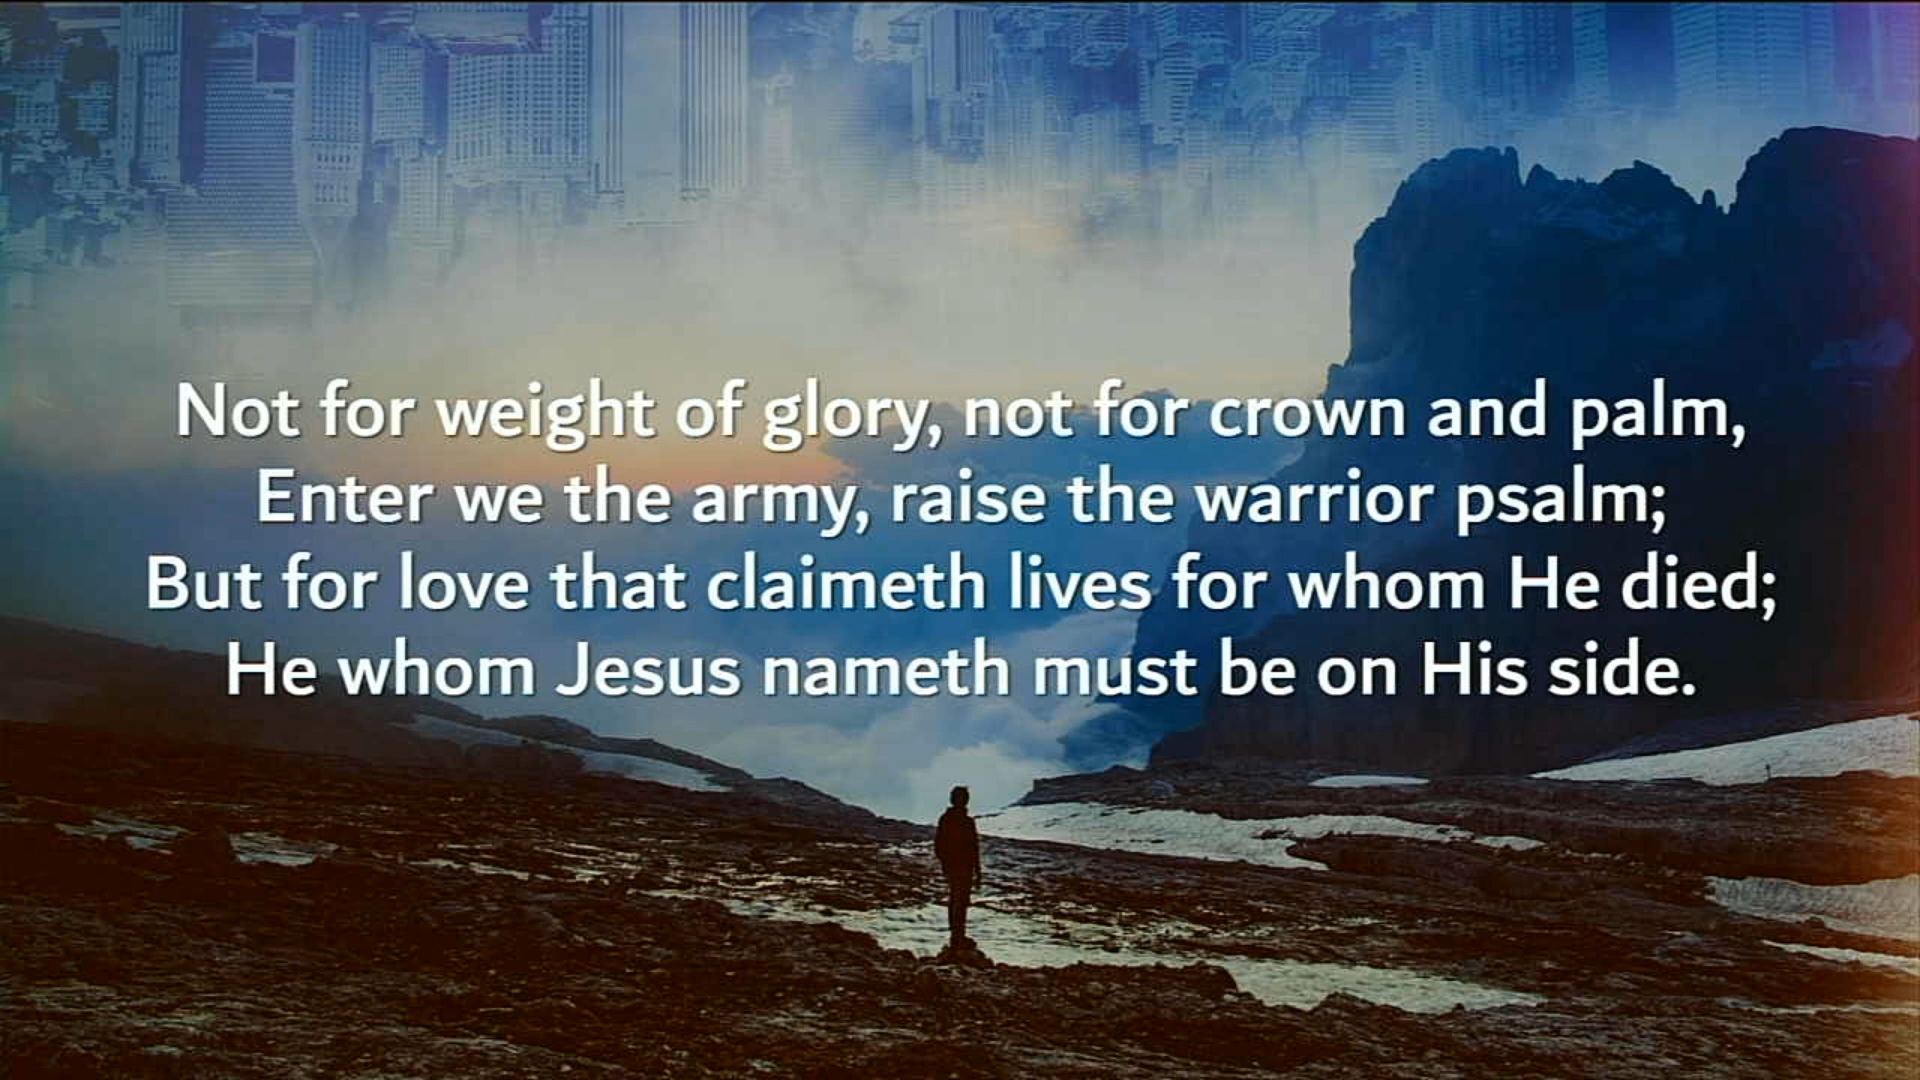 Not for weight of glory, not for crown and palm,
Enter we the army, raise the warrior psalm;
But for love that claimeth lives for whom He died;
He whom Jesus nameth must be on His side.